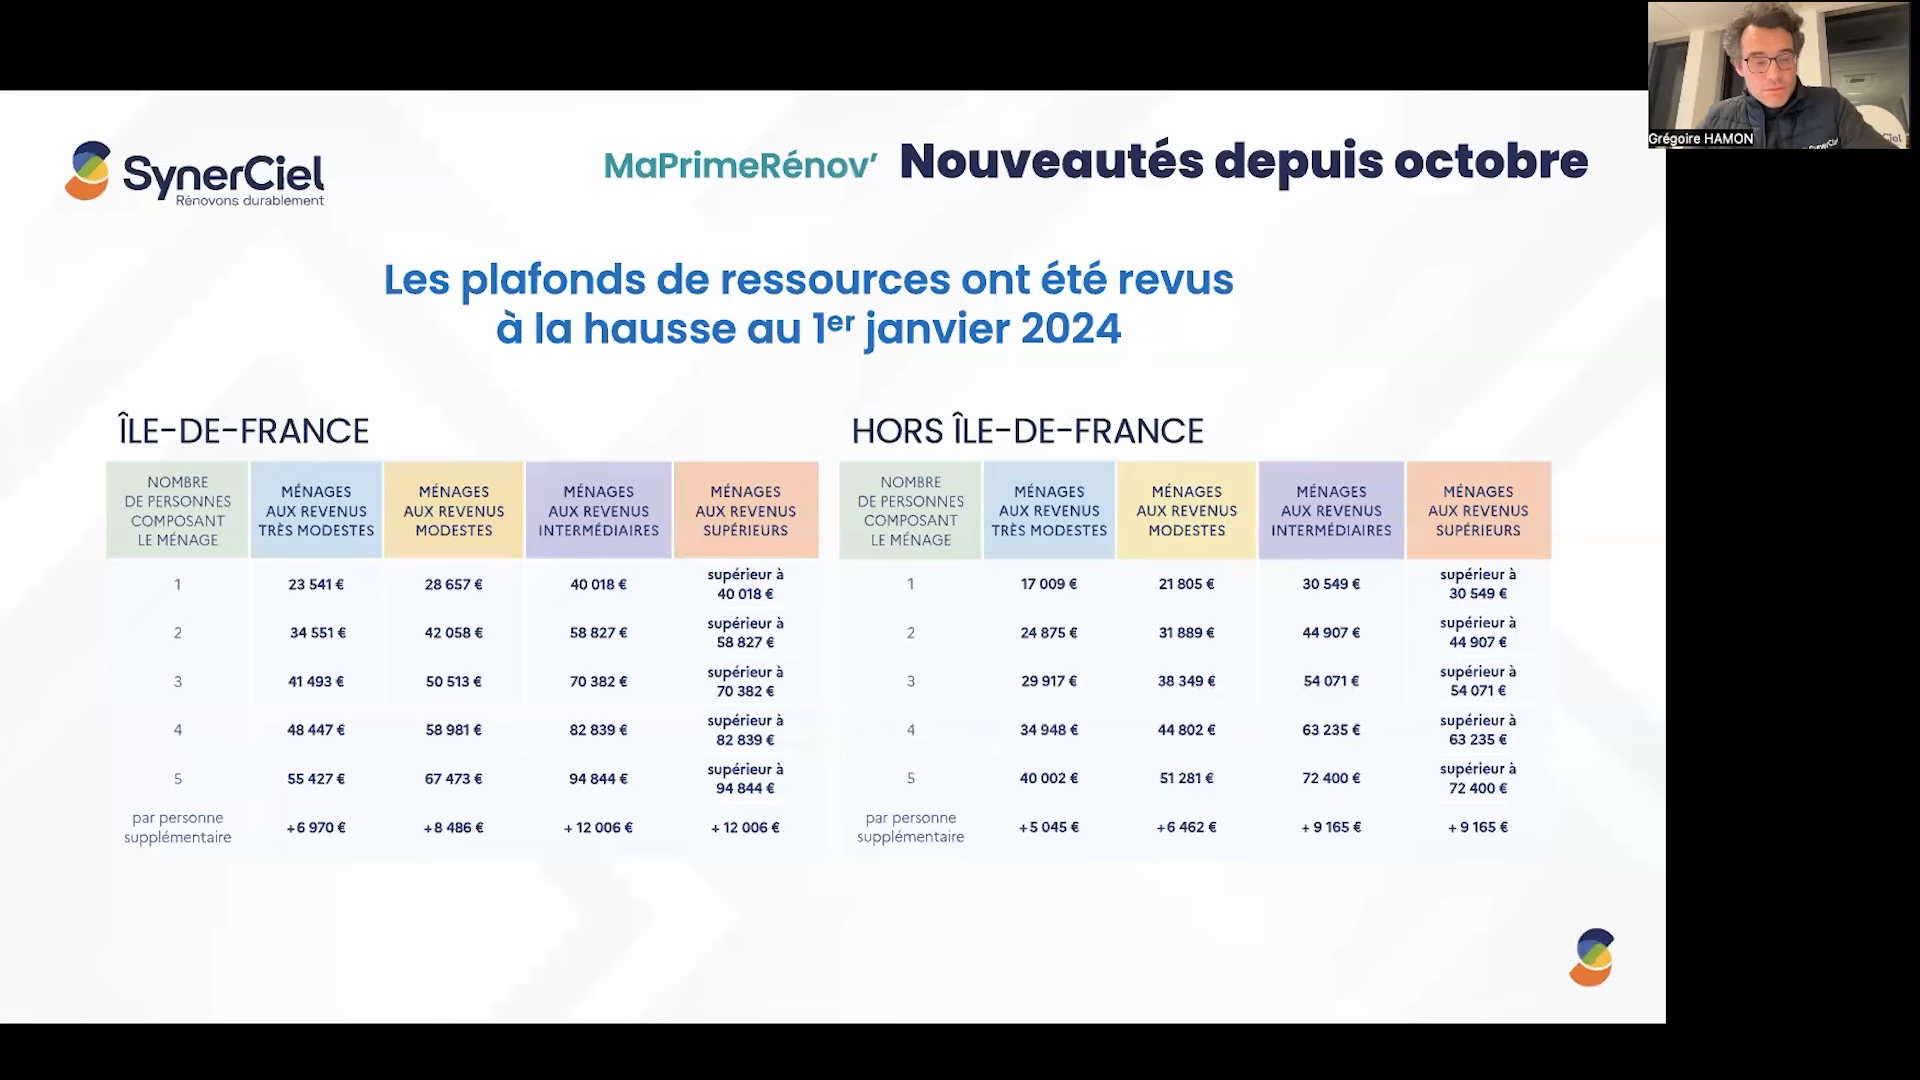 Grégoire HAMON
SynerCiel
Rénovons durablement
MaPrimeRénov’ Nouveautés depuis octobre
Les plafonds de ressources ont été revus
à la hausse au 1er janvier 2024
ÎLE-DE-FRANCE
NOMBRE
DE PERSONNES
COMPOSANT
LE MÉNAGE
MÉNAGES
AUX REVENUS
TRÈS MODESTES
MÉNAGES
AUX REVENUS
MODESTES
MÉNAGES
AUX REVENUS
INTERMÉDIAIRES
MÉNAGES
AUX REVENUS
SUPÉRIEURS
1 23 541 € 28 657 € 40 018 € supérieur à
40 018 €
2 34 551 € 42 058 € 58 827 € supérieur à
58 827 €
3 41 493 € 50 513 € 70 382 € supérieur à
70 382 €
4 48 447 € 58 981 € 82 839 € supérieur à
82 839 €
5 55 427 € 67 473 € 94 844 € supérieur à
94 844 €
par personne
supplémentaire +6 970 € +8 486 € + 12 006 € + 12 006 €
HORS ÎLE-DE-FRANCE
NOMBRE
DE PERSONNES
COMPOSANT
LE MÉNAGE
MÉNAGES
AUX REVENUS
TRÈS MODESTES
MÉNAGES
AUX REVENUS
MODESTES
MÉNAGES
AUX REVENUS
INTERMÉDIAIRES
MÉNAGES
AUX REVENUS
SUPÉRIEURS
1 17 009 € 21 805 € 30 549 € supérieur à
30 549 €
2 24 875 € 31 889 € 44 907 € supérieur à
44 907 €
3 29 917 € 38 349 € 54 071 € supérieur à
54 071 €
4 34 948 € 44 802 € 63 235 € supérieur à
63 235 €
5 40 002 € 51 281 € 72 400 € supérieur à
72 400 €
par personne
supplémentaire +5 045 € +6 462 € + 9 165 € + 9 165 €